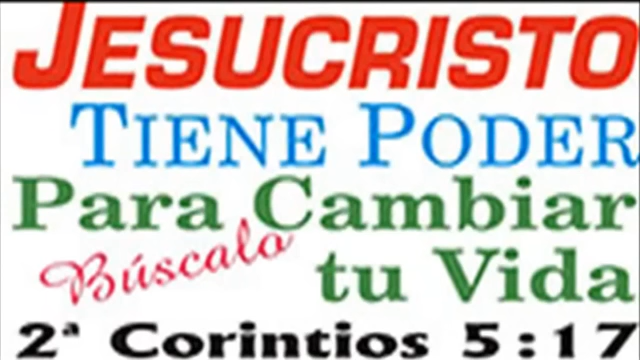 JESUCRISTO
TIENE PODER
Para Cambiar
Búscalo tu Vida
2ª Corintios 5:17